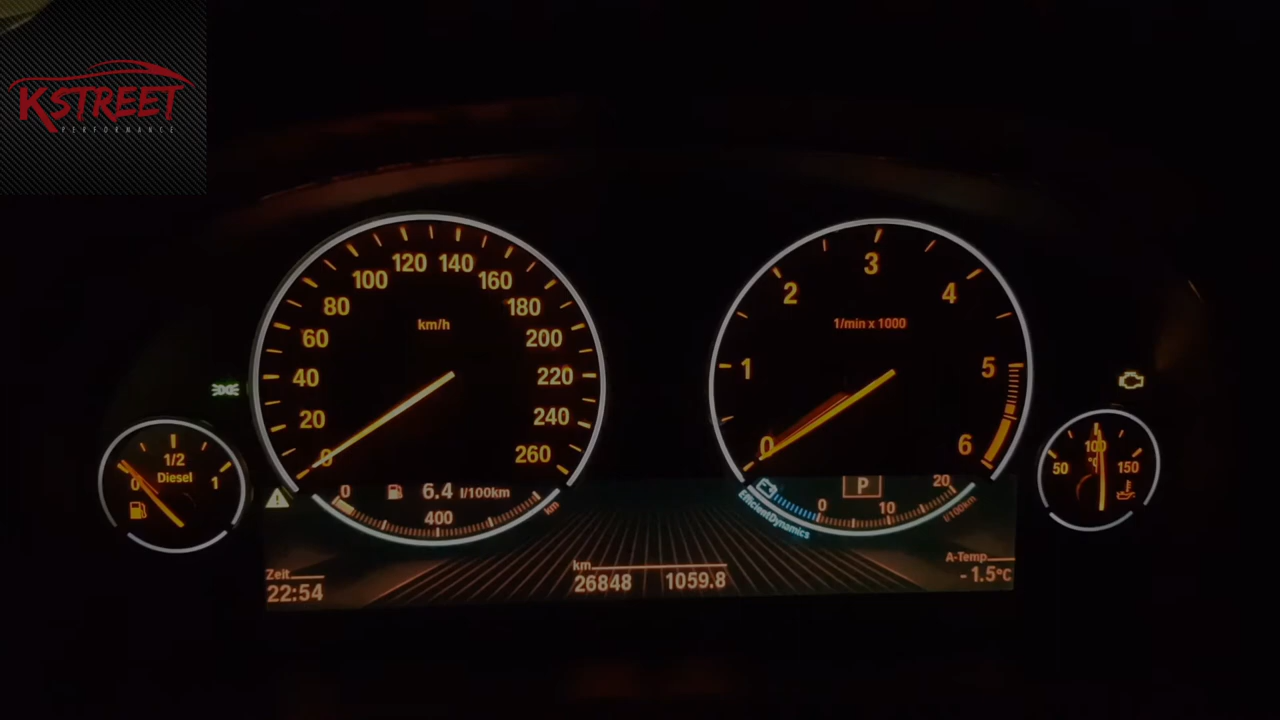 KSTREET
PERFORMANCE
0 20 40 60 80 100 120 140 160 180 200 220 240 260
km/h
0 1 2 3 4 5 6
1/min x 1000
0 1/2 1
Diesel
50 100 150
°C
0 6.4 l/100km
400 km
EfficientDynamics
P
0 10 20
l/100km
Zeit
22:54
km
26848 1059.8
A-Temp
-1.5°C